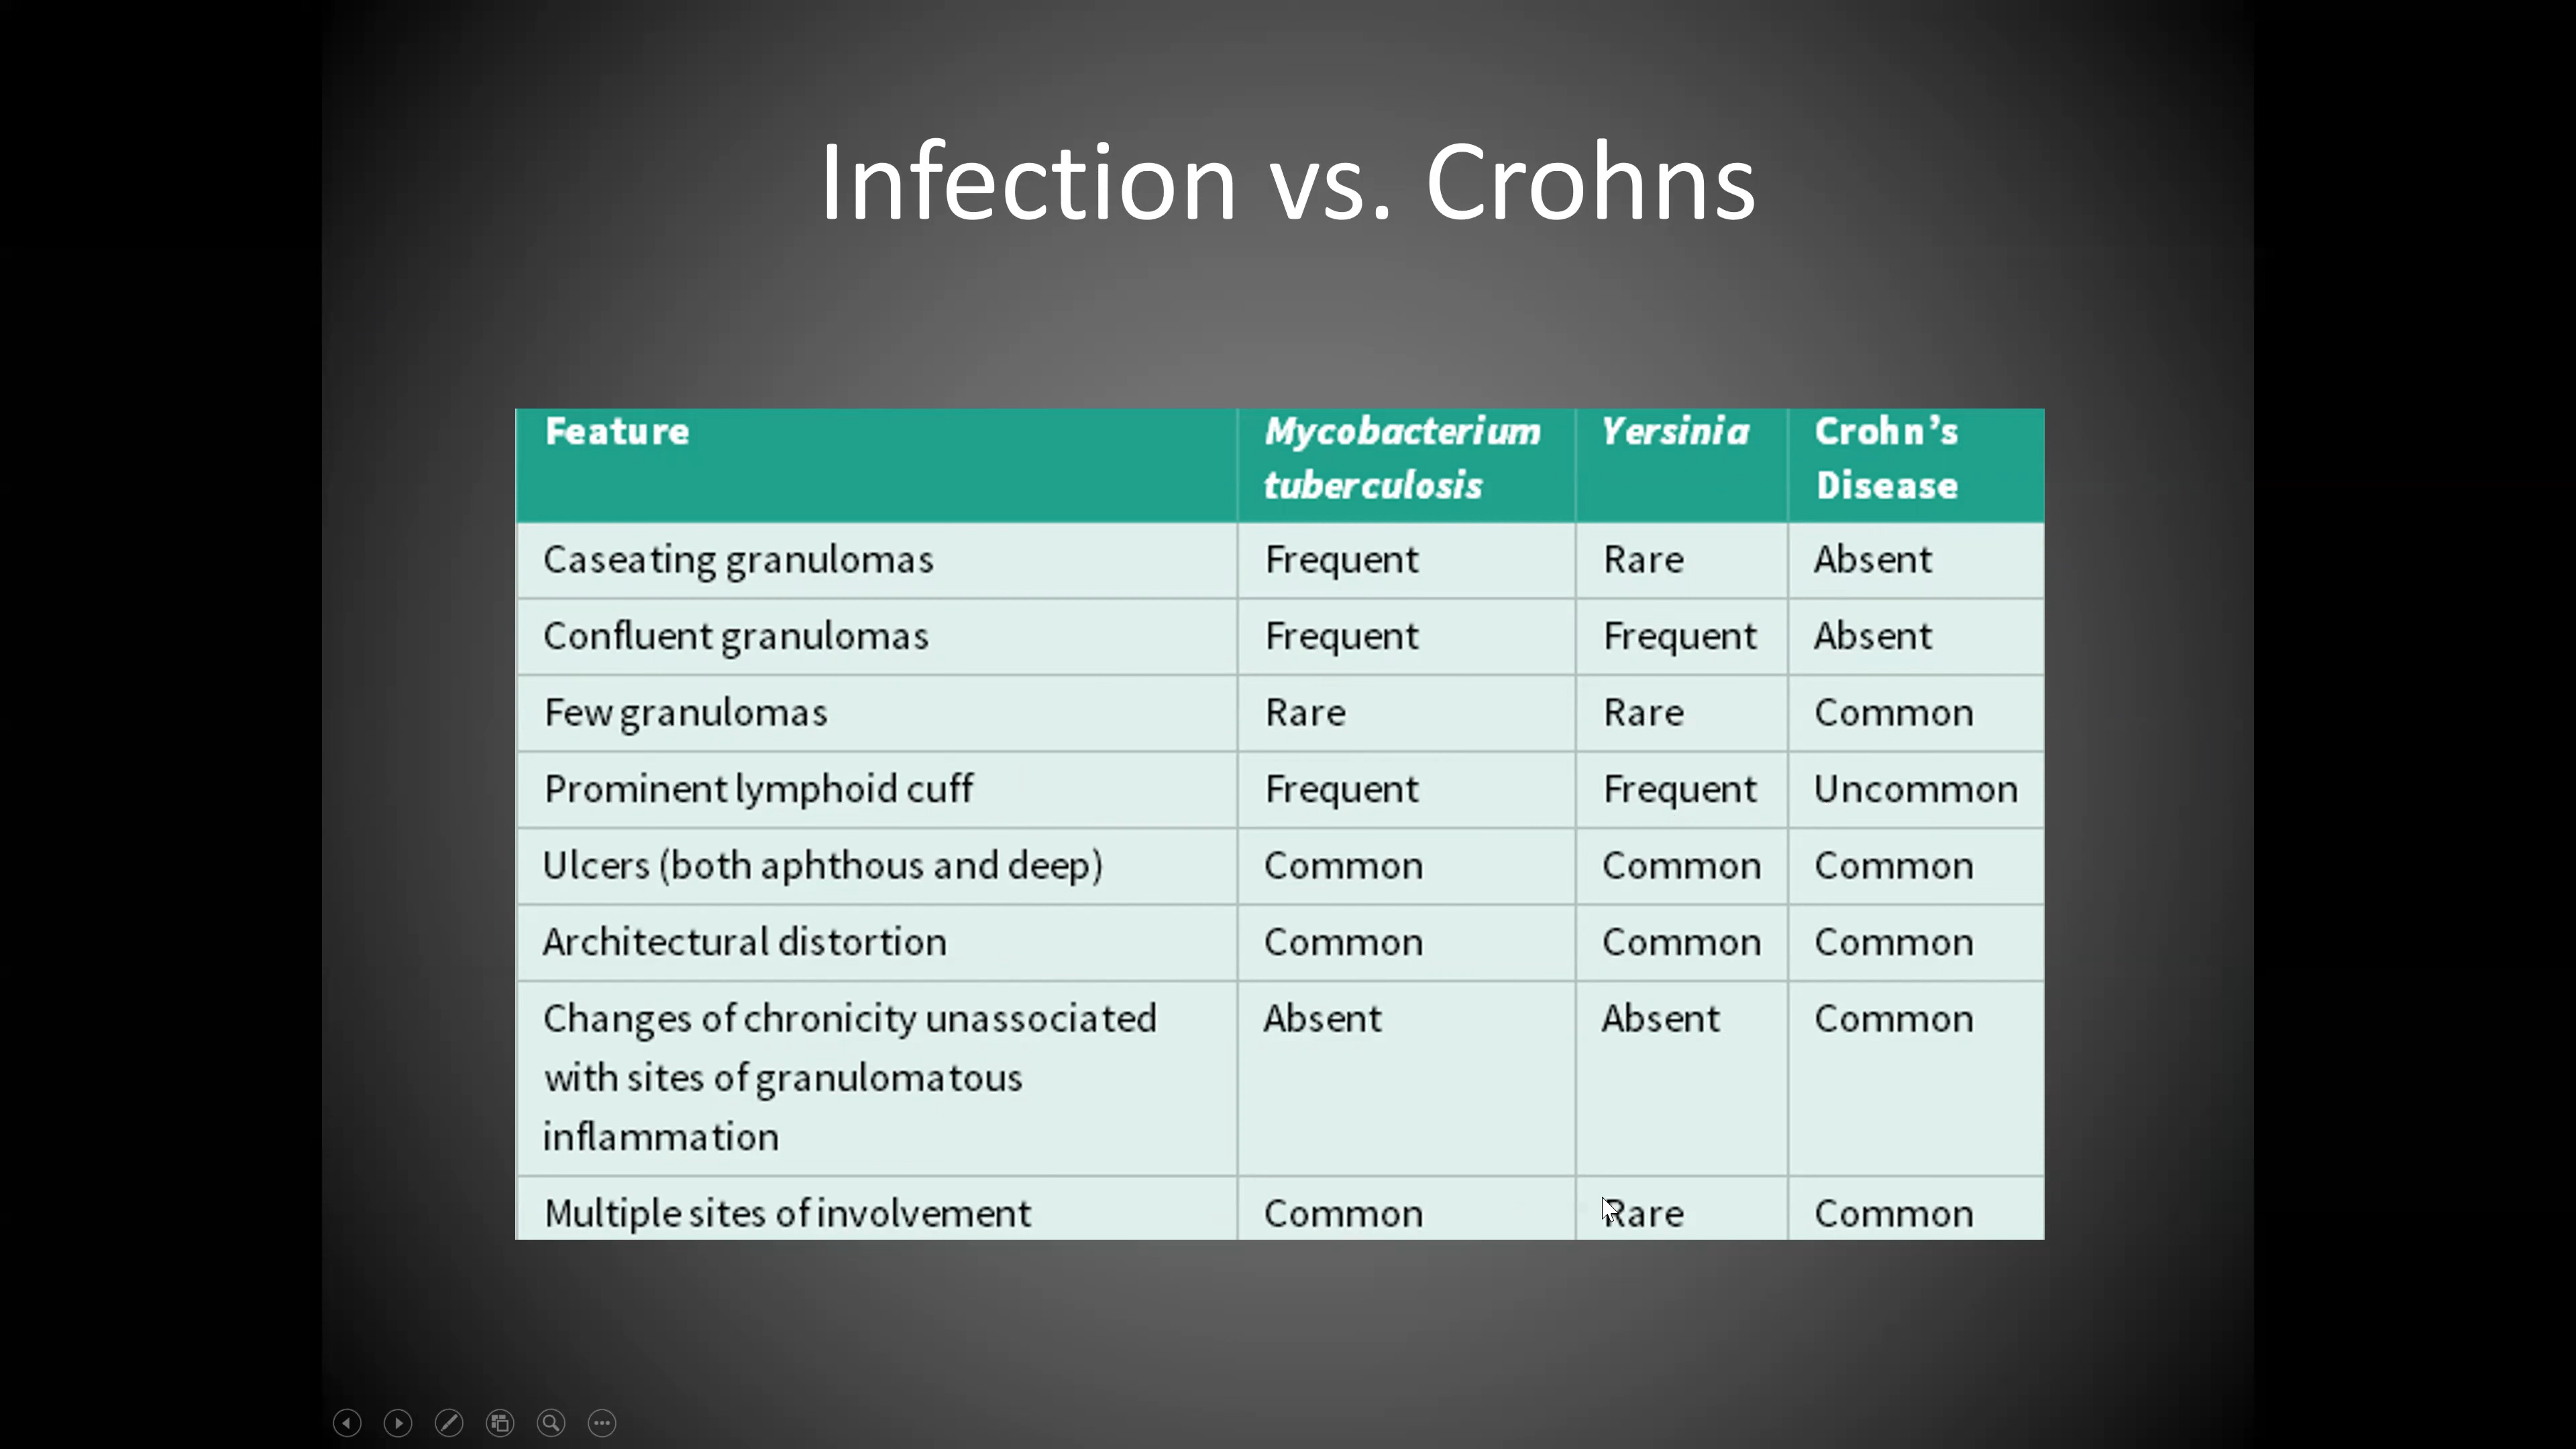 Infection vs. Crohns
Feature Mycobacterium tuberculosis Yersinia Crohn’s Disease
Caseating granulomas Frequent Rare Absent
Confluent granulomas Frequent Frequent Absent
Few granulomas Rare Rare Common
Prominent lymphoid cuff Frequent Frequent Uncommon
Ulcers (both aphthous and deep) Common Common Common
Architectural distortion Common Common Common
Changes of chronicity unassociated Absent Absent Common
with sites of granulomatous
inflammation
Multiple sites of involvement Common Rare Common